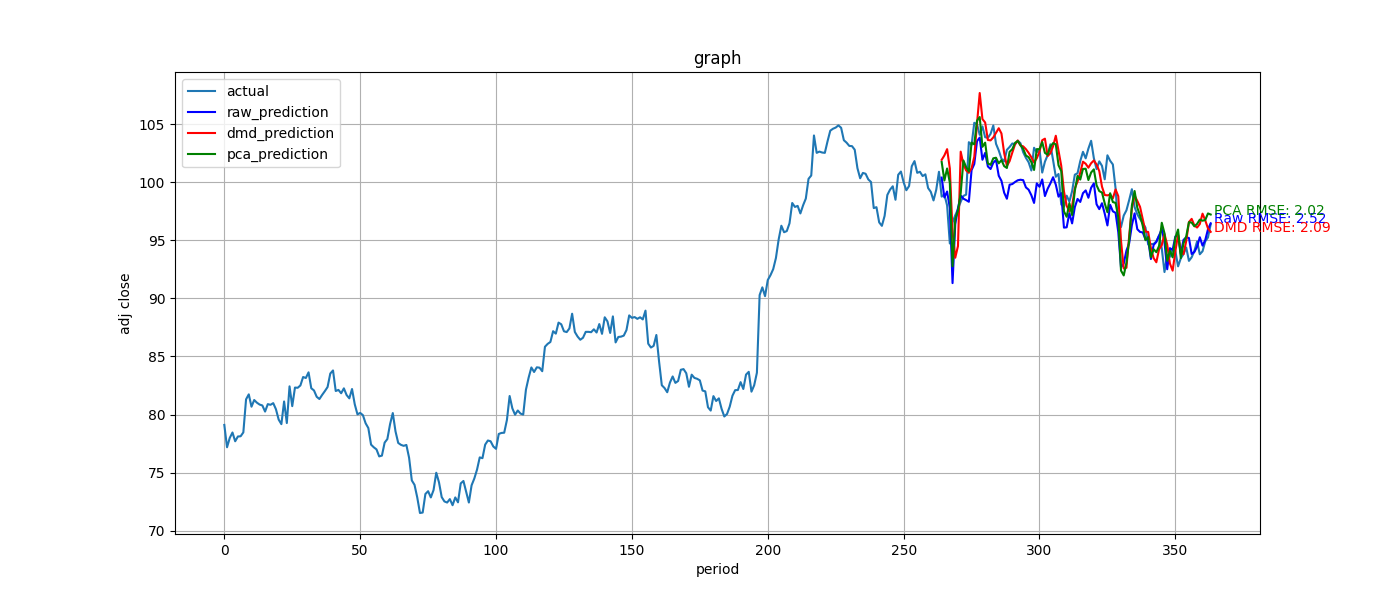 graph
actual
raw_prediction
dmd_prediction
pca_prediction
adj close
105
100
95
90
85
80
75
70
PCA RMSE: 2.02
Raw RMSE: 2.52
DMD RMSE: 2.09
0 50 100 150 200 250 300 350
period